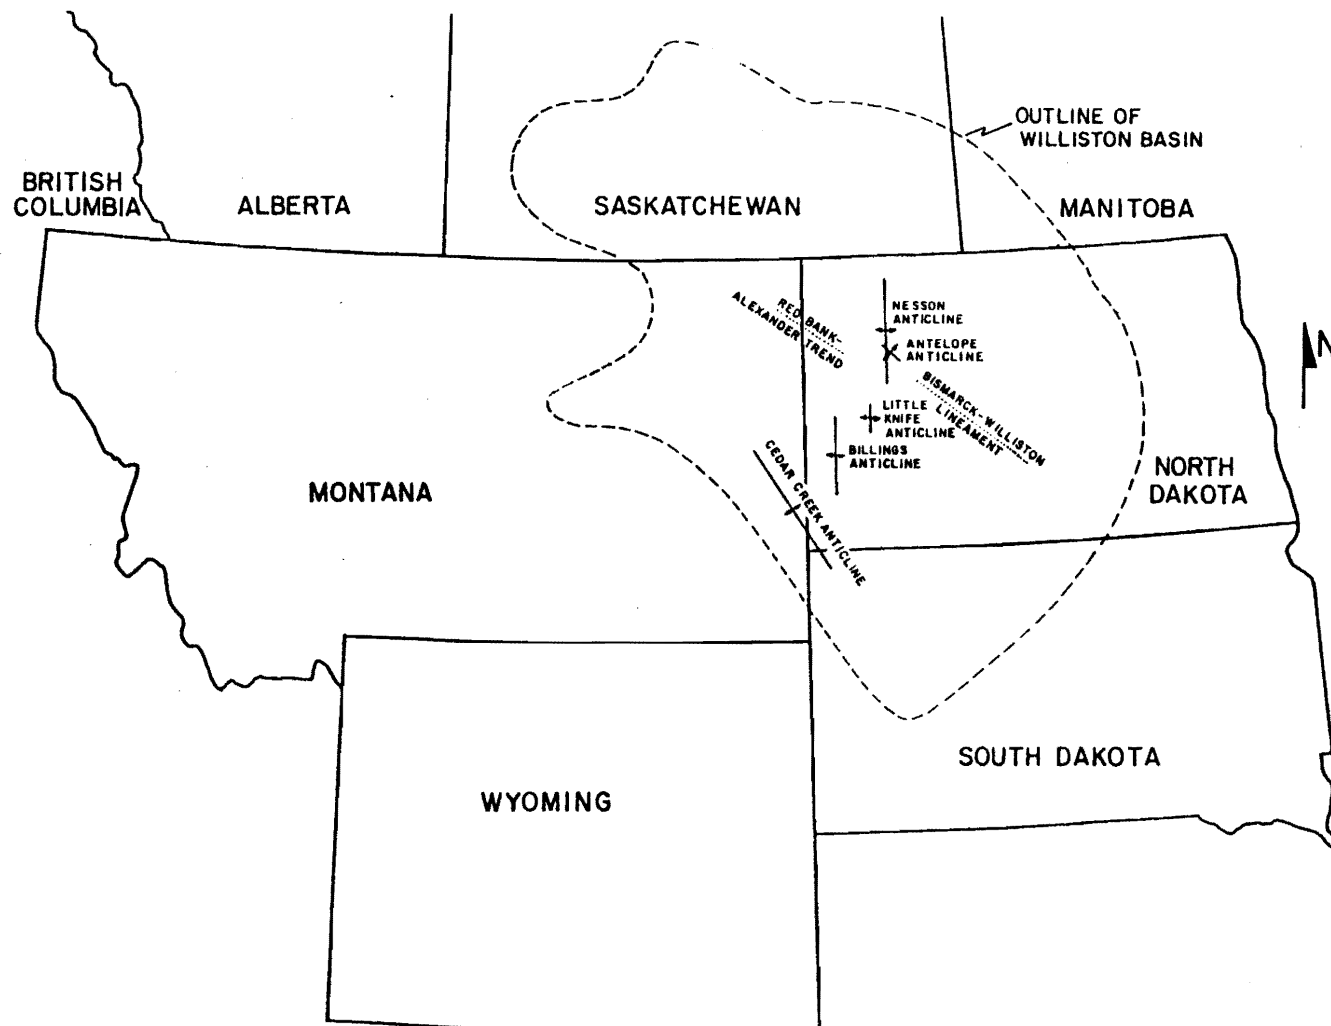 OUTLINE OF
WILLISTON BASIN
BRITISH
COLUMBIA
ALBERTA
SASKATCHEWAN
MANITOBA
RED BANK-
ALEXANDER TREND
NESSON
ANTICLINE
ANTELOPE
ANTICLINE
N
BISMARCK-WILLISTON
LINEAMENT
LITTLE
KNIFE
ANTICLINE
BILLINGS
ANTICLINE
CEDAR CREEK ANTICLINE
MONTANA
NORTH
DAKOTA
SOUTH DAKOTA
WYOMING